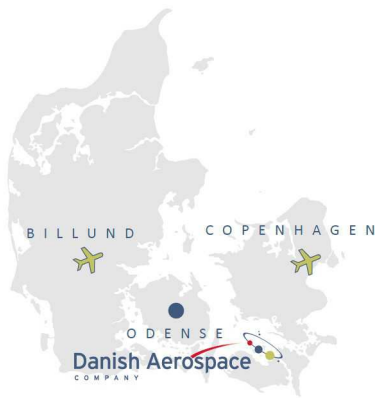 BILLUND
COPENHAGEN
ODENSE
Danish Aerospace
COMPANY